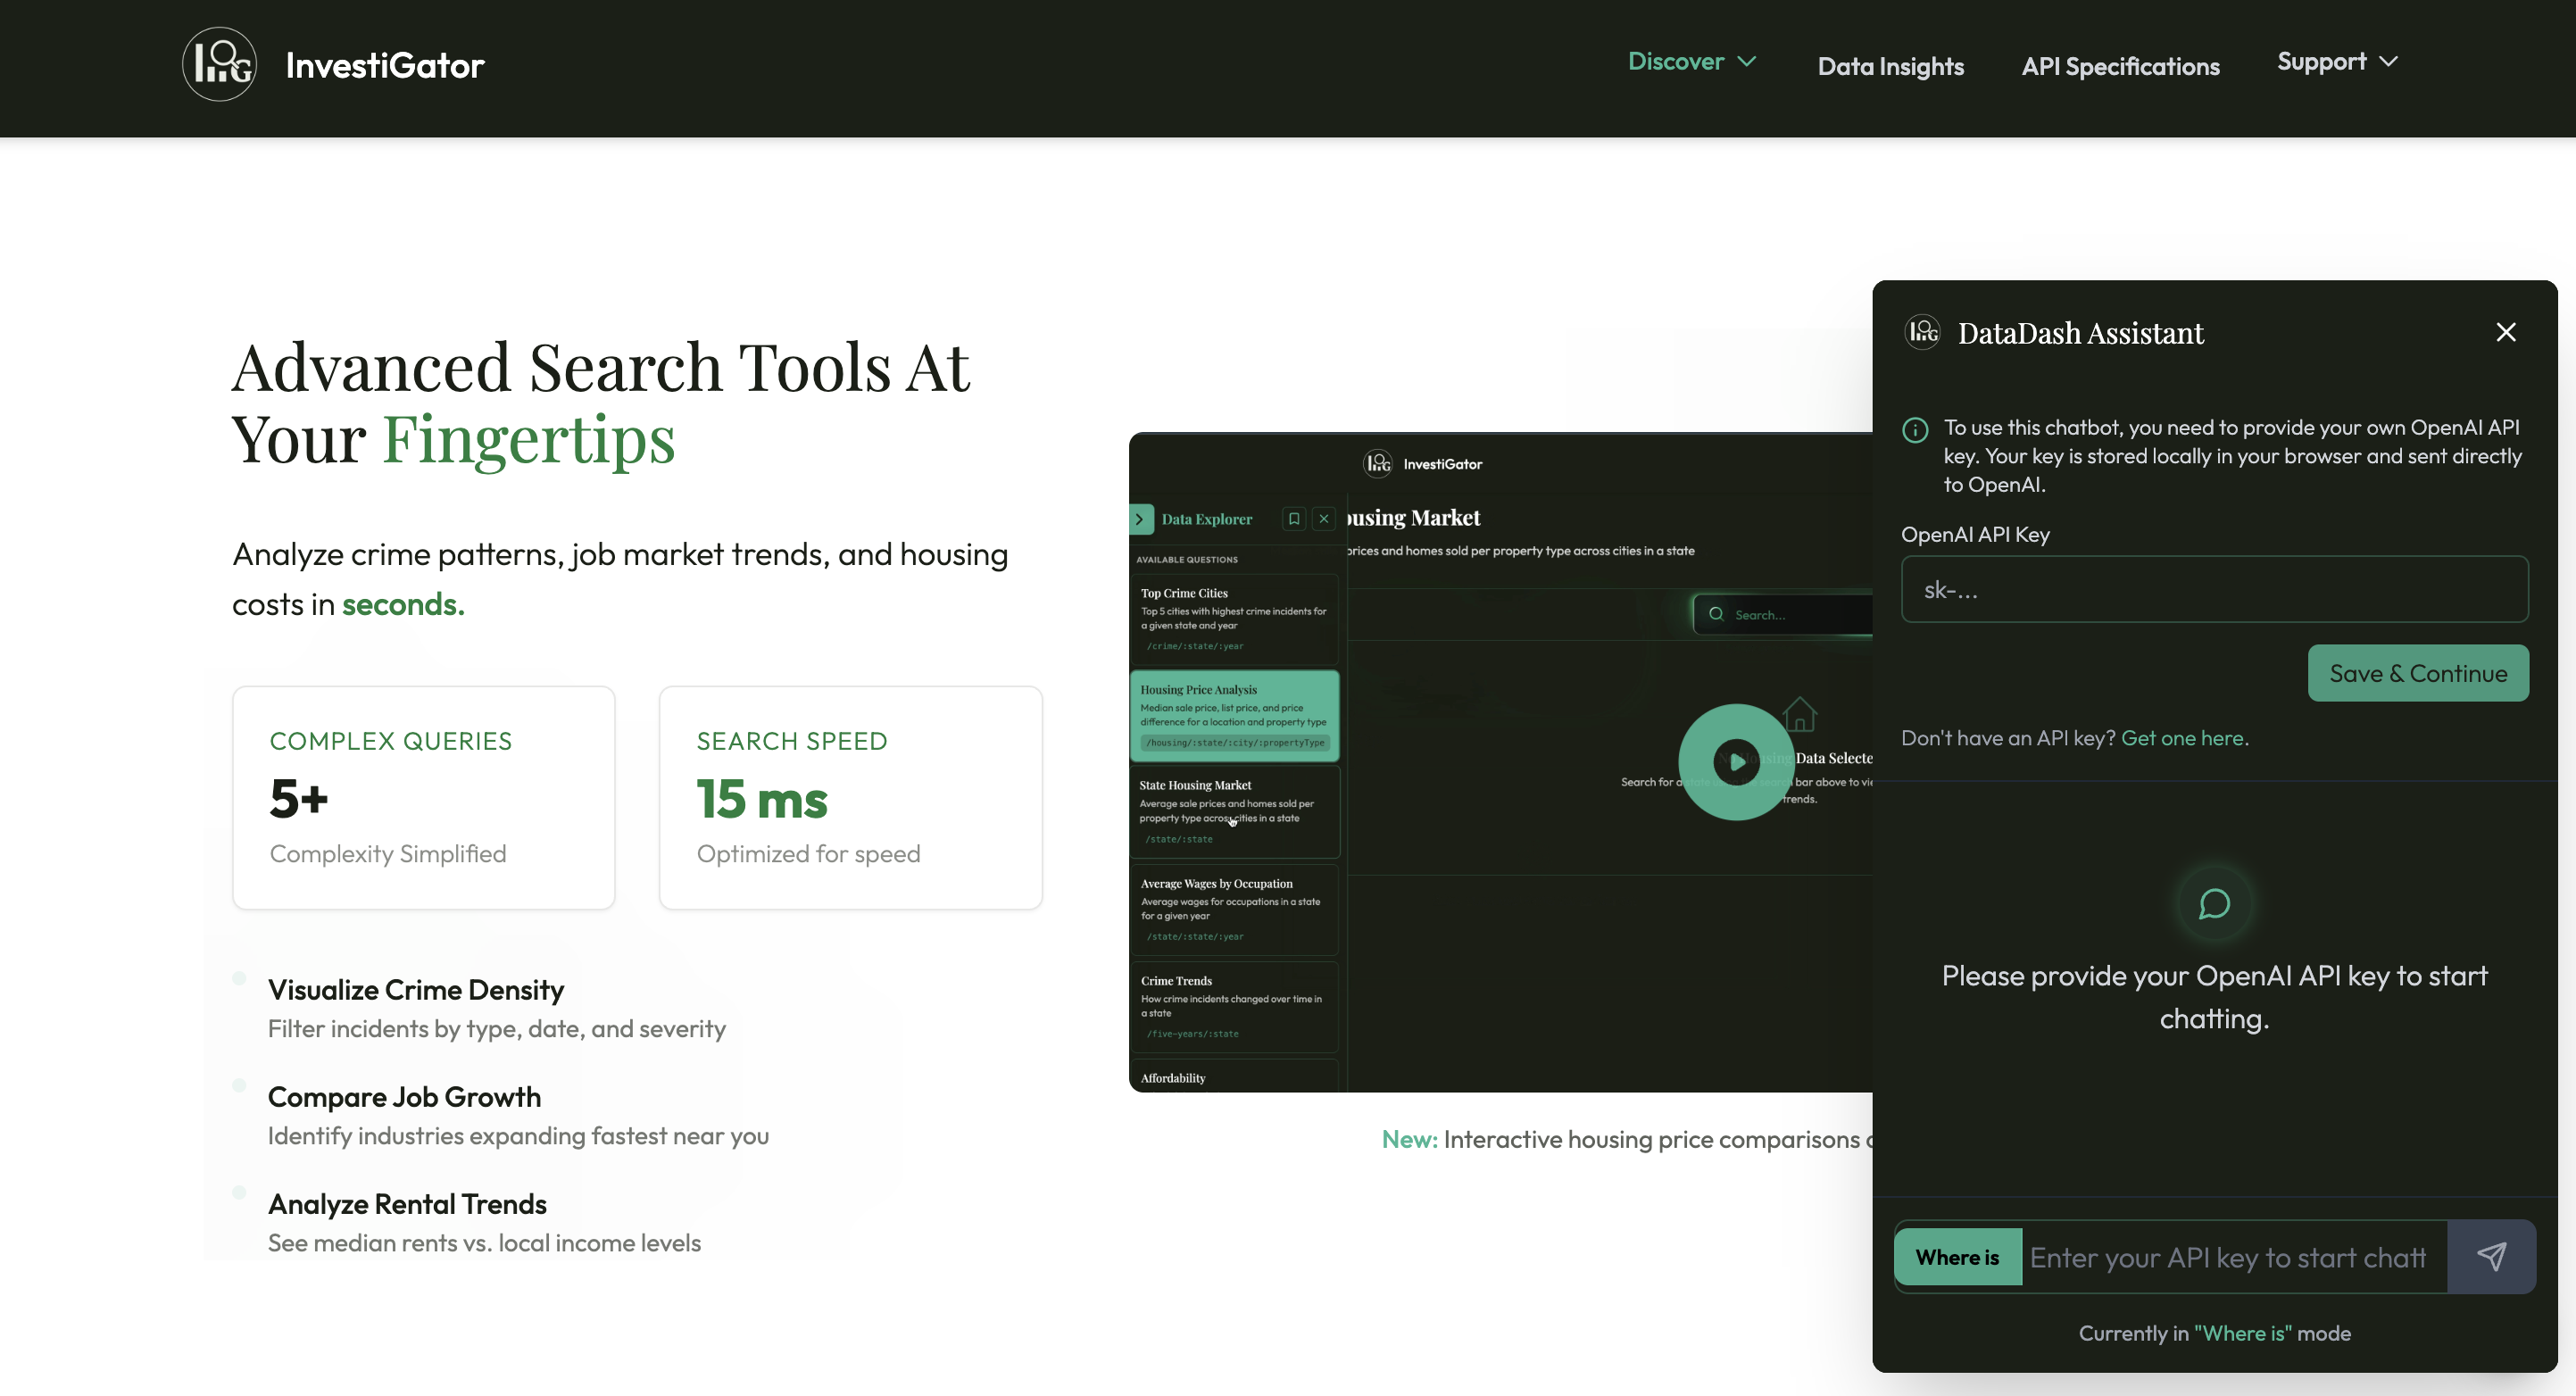 InvestiGator
Discover
Data Insights
API Specifications
Support
Advanced Search Tools At
Your Fingertips
Analyze crime patterns, job market trends, and housing
costs in seconds.
COMPLEX QUERIES
5+
Complexity Simplified
SEARCH SPEED
15 ms
Optimized for speed
Visualize Crime Density
Filter incidents by type, date, and severity
Compare Job Growth
Identify industries expanding fastest near you
Analyze Rental Trends
See median rents vs. local income levels
InvestiGator
Data Explorer
AVAILABLE QUESTIONS
Top Crime Cities
Top 5 cities with highest crime incidents for
a given state and year
/crime/:state/:year
Housing Price Analysis
Median sale price, list price, and price
difference for a location and property type
/housing/:state/:city/:propertyType
State Housing Market
Average sale prices and homes sold per
property type across cities in a state
/state/:state
Average Wages by Occupation
Average wages for occupations in a state
for a given year
/state/:state/:year
Crime Trends
How crime incidents changed over time in
a state
/five-years/:state
Affordability
ousing Market
prices and homes sold per property type across cities in a state
Search...
Data Selecte
Search for a bar above to vie
trends.
New: Interactive housing price comparisons
DataDash Assistant
To use this chatbot, you need to provide your own OpenAI API
key. Your key is stored locally in your browser and sent directly
to OpenAI.
OpenAI API Key
sk-...
Save & Continue
Don't have an API key? Get one here.
Please provide your OpenAI API key to start
chatting.
Where is
Enter your API key to start chatt
Currently in "Where is" mode